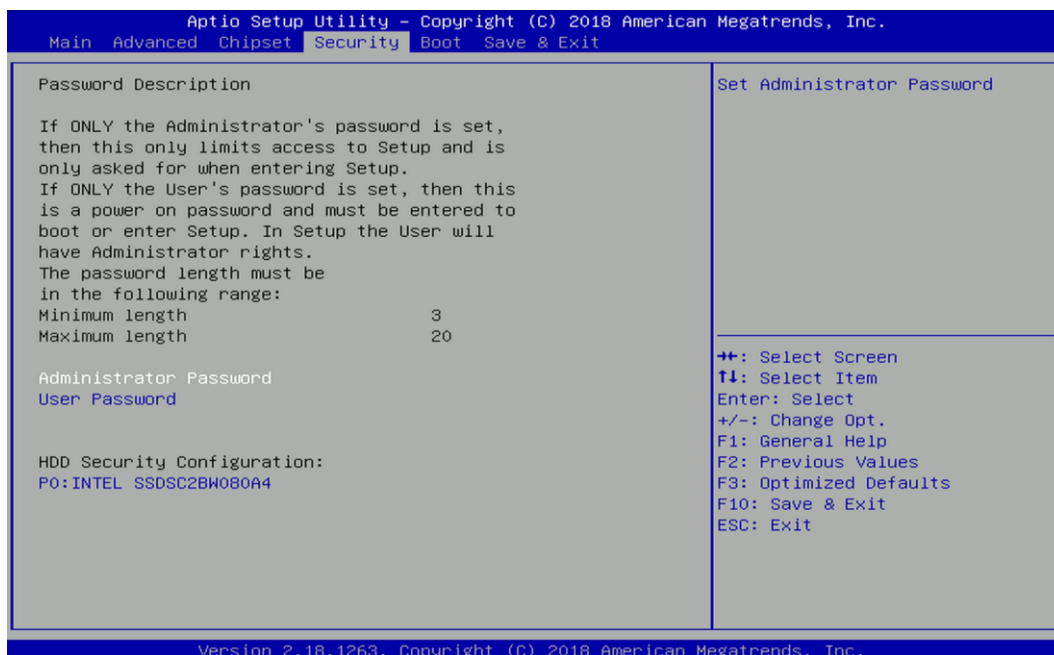 Aptio Setup Utility – Copyright (C) 2018 American Megatrends, Inc.
Main Advanced Chipset Security Boot Save & Exit
Password Description
If ONLY the Administrator's password is set,
then this only limits access to Setup and is
only asked for when entering Setup.
If ONLY the User's password is set, then this
is a power on password and must be entered to
boot or enter Setup. In Setup the User will
have Administrator rights.
The password length must be
in the following range:
Minimum length 3
Maximum length 20
Administrator Password
User Password
HDD Security Configuration:
P0:INTEL SSDSC2BW080A4
Set Administrator Password
→←: Select Screen
↑↓: Select Item
Enter: Select
+/-: Change Opt.
F1: General Help
F2: Previous Values
F3: Optimized Defaults
F10: Save & Exit
ESC: Exit
Version 2.18.1263. Copyright (C) 2018 American Megatrends, Inc.